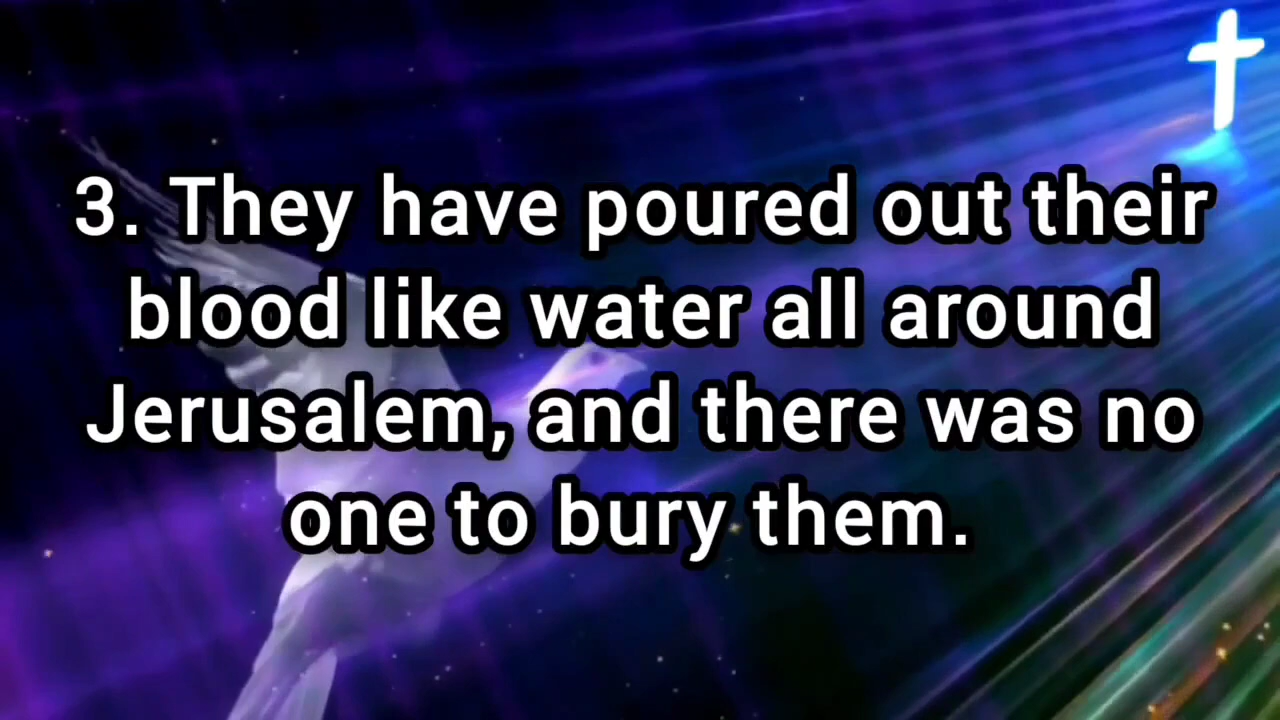 3. They have poured out their
blood like water all around
Jerusalem, and there was no
one to bury them.